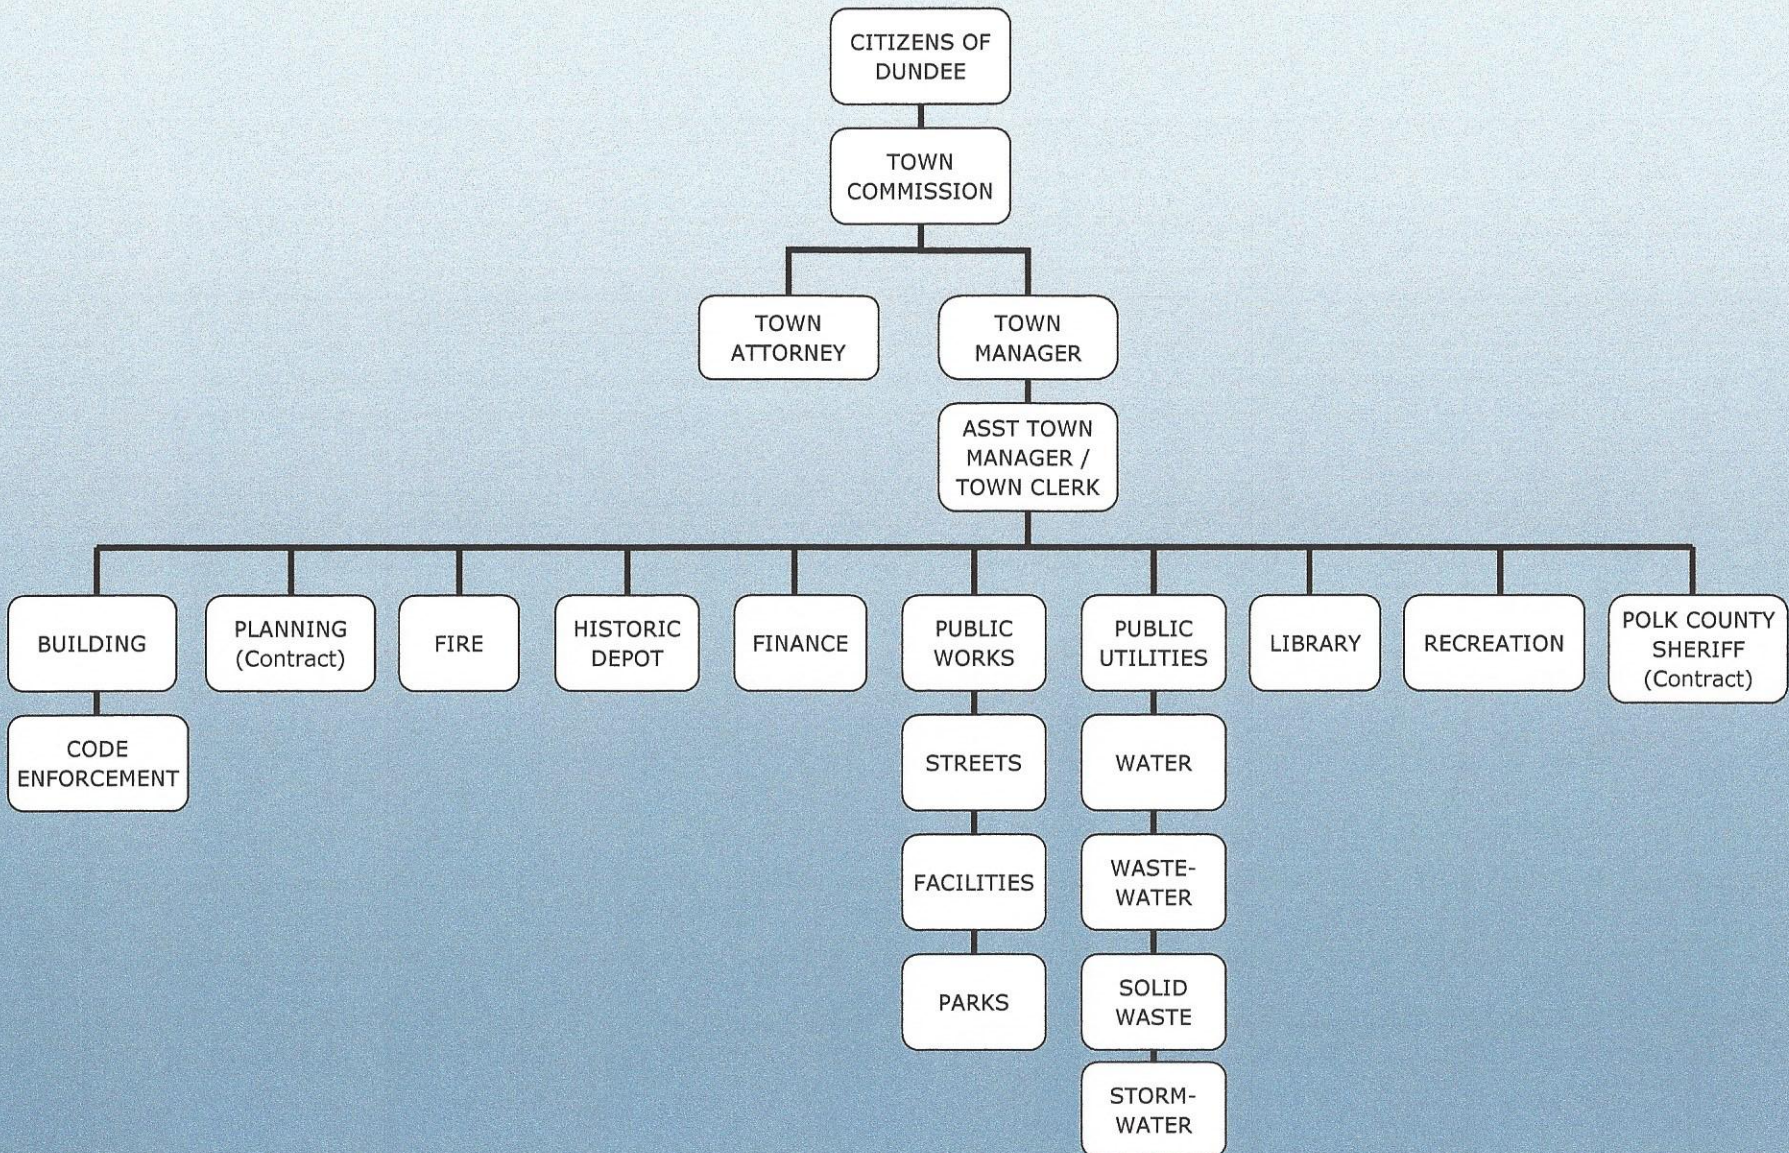 CITIZENS OF
DUNDEE
TOWN
COMMISSION
TOWN
ATTORNEY
TOWN
MANAGER
ASST TOWN
MANAGER /
TOWN CLERK
BUILDING
PLANNING
(Contract)
FIRE
HISTORIC
DEPOT
FINANCE
PUBLIC
WORKS
PUBLIC
UTILITIES
LIBRARY
RECREATION
POLK COUNTY
SHERIFF
(Contract)
CODE
ENFORCEMENT
STREETS
WATER
FACILITIES
WASTE-
WATER
PARKS
SOLID
WASTE
STORM-
WATER